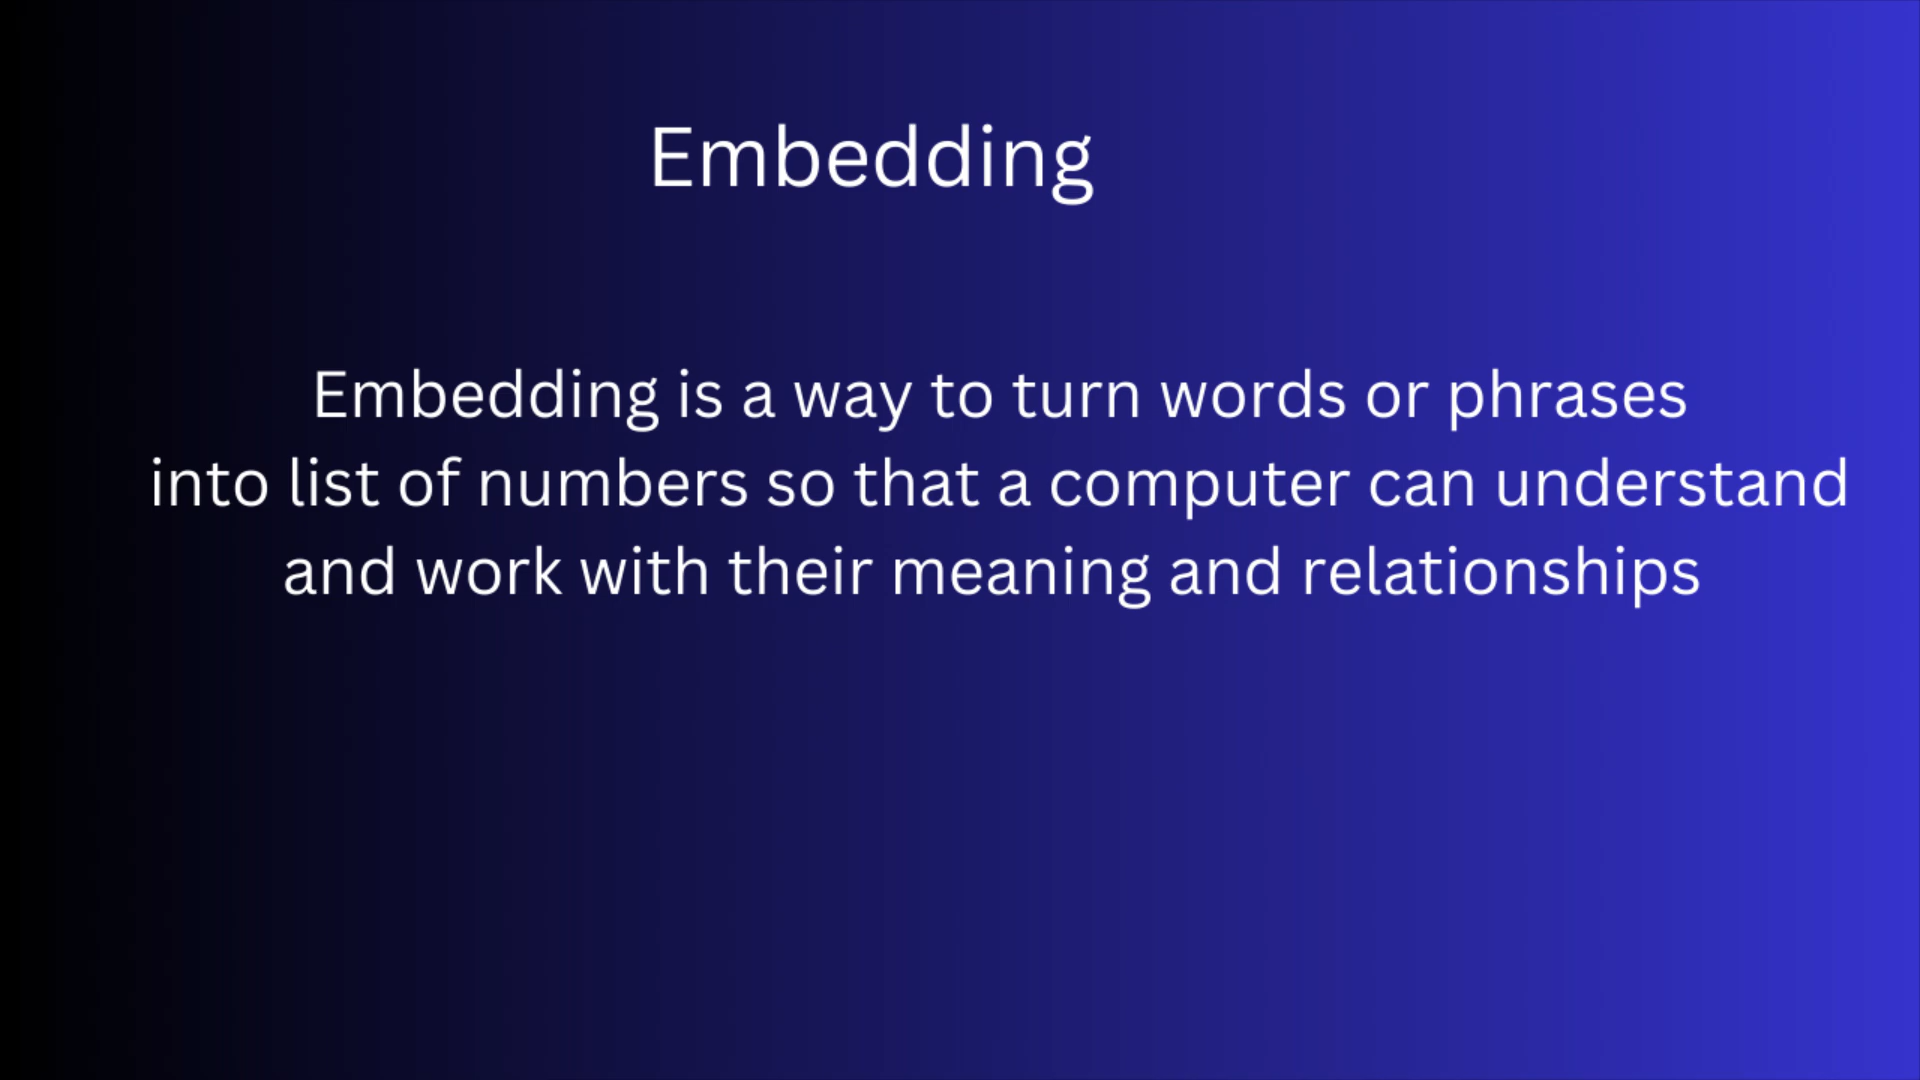 Embedding
Embedding is a way to turn words or phrases
into list of numbers so that a computer can understand
and work with their meaning and relationships